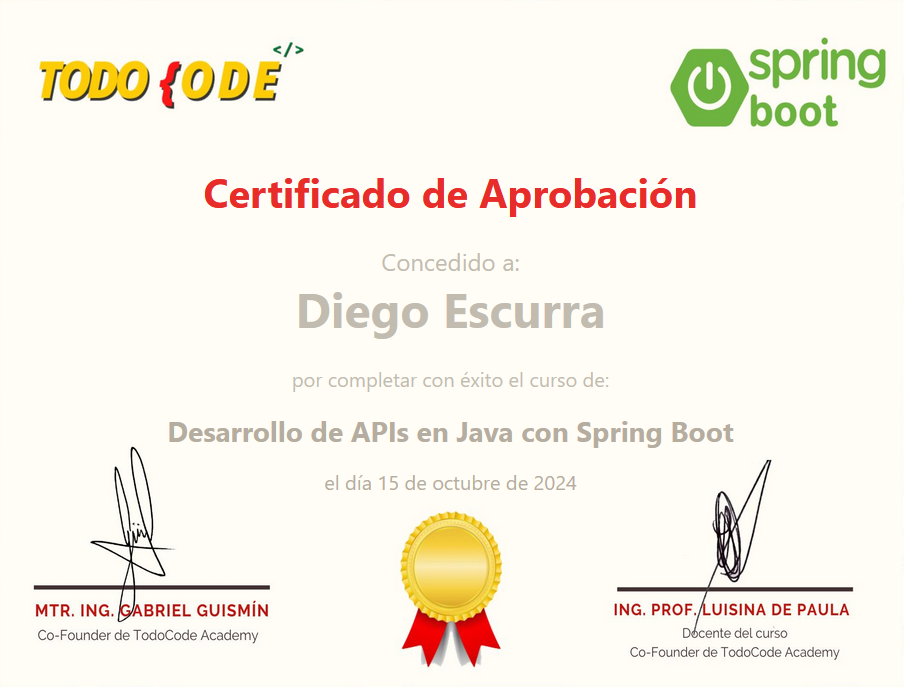 TODO {ODE </>
spring
boot
Certificado de Aprobación
Concedido a:
Diego Escurra
por completar con éxito el curso de:
Desarrollo de APIs en Java con Spring Boot
el día 15 de octubre de 2024
MTR. ING. GABRIEL GUISMÍN
Co-Founder de TodoCode Academy
ING. PROF. LUISINA DE PAULA
Docente del curso
Co-Founder de TodoCode Academy